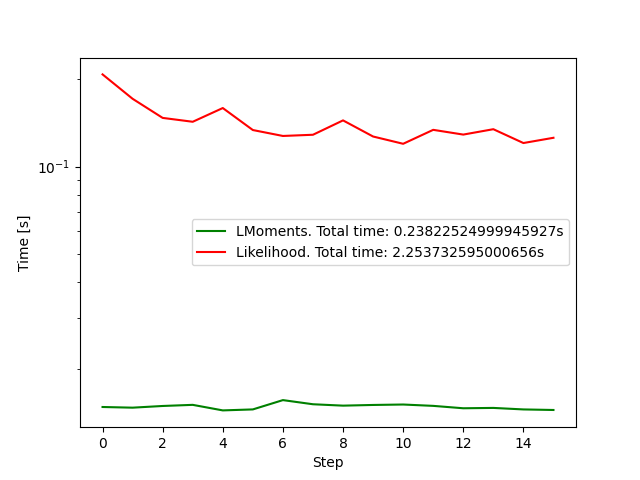 10⁻¹
Time [s]
LMoments. Total time: 0.23822524999945927s
Likelihood. Total time: 2.253732595000656s
0 2 4 6 8 10 12 14
Step